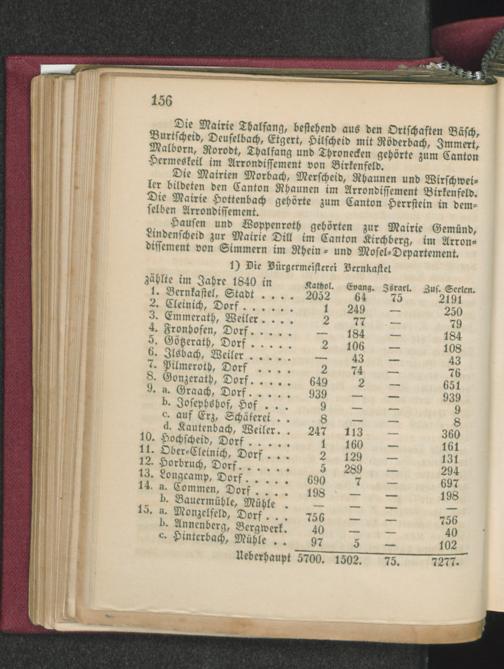 156
Die Mairie Thalfang, bestehend aus den Ortschaften Bäsch,
Burtscheid, Deuselbach, Etgert, Hilscheid mit Röderbach, Immert,
Malborn, Rorodt, Thalfang und Thronecken gehörte zum Canton
Hermeskeil im Arrondissement von Birkenfeld.
Die Mairien Morbach, Merscheid, Rhaunen und Wirschwei-
ler bildeten den Canton Rhaunen im Arrondissement Birkenfeld.
Die Mairie Hottenbach gehörte zum Canton Herrstein in dem-
selben Arrondissement.
Hausen und Woppenroth gehörten zur Mairie Gemünd,
Lindenscheid zur Mairie Dill im Canton Kirchberg, im Arron-
dissement von Simmern im Rhein- und Mosel-Departement.
1) Die Bürgermeisterei Bernkastel
zählte im Jahre 1840 in Kathol. Evang. Israel. Zus. Seelen.
1. Bernkastel, Stadt . . . . 2052 64 75 2191
2. Cleinich, Dorf . . . . . . 1 249 — 250
3. Emmerath, Weiler . . . . 2 77 — 79
4. Fronhofen, Dorf . . . . . — 184 — 184
5. Götzerath, Dorf . . . . . 2 106 — 108
6. Ilsbach, Weiler . . . . . — 43 — 43
7. Pilmeroth, Dorf . . . . 2 74 — 76
8. Gonzerath, Dorf . . . . . 649 2 — 651
9. a. Graach, Dorf . . . . . 939 — — 939
b. Josephshof, Hof . . . 9 — — 9
c. auf Erz, Schäferei . . 8 — — 8
d. Kautenbach, Weiler . . 247 113 — 360
10. Hochscheid, Dorf . . . . . 1 160 — 161
11. Ober-Cleinich, Dorf . . . 2 129 — 131
12. Horbruch, Dorf . . . . . 5 289 — 294
13. Longcamp, Dorf . . . . . 690 7 — 697
14. a. Commen, Dorf . . . . 198 — — 198
b. Bauermühle, Mühle . — — — —
15. a. Monzelfeld, Dorf . . . 756 — — 756
b. Annenberg, Bergwerk. 40 — — 40
c. Hinterbach, Mühle . . 97 5 — 102
Ueberhaupt 5700. 1502. 75. 7277.